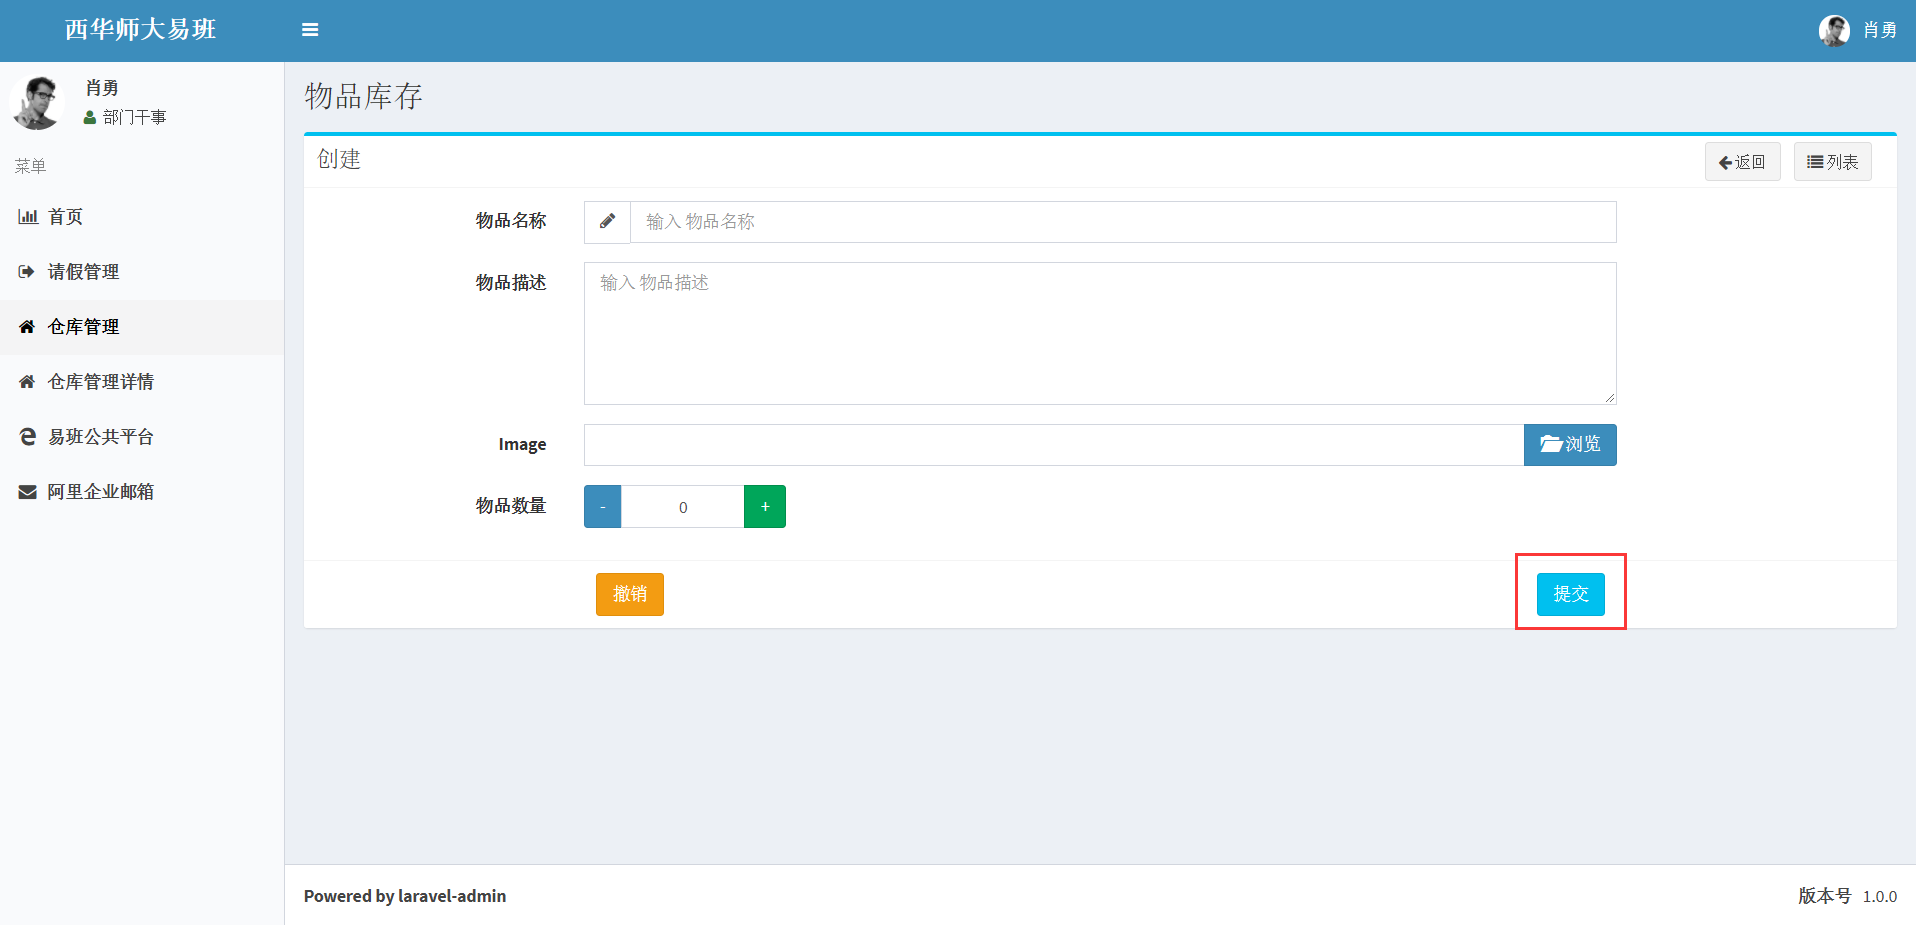 西华师大易班
肖勇
肖勇
部门干事
菜单
首页
请假管理
仓库管理
仓库管理详情
易班公共平台
阿里企业邮箱
物品库存
创建
返回
列表
物品名称
输入 物品名称
物品描述
输入 物品描述
Image
浏览
物品数量
-
0
+
撤销
提交
Powered by laravel-admin
版本号 1.0.0